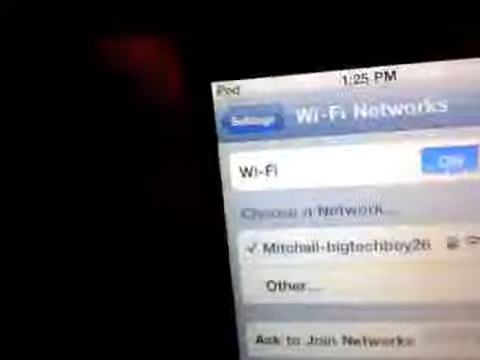 iPod 1:25 PM
Settings Wi-Fi Networks
Wi-Fi ON
Choose a Network...
✓ Mitchail-bigtechboy26
Other...
Ask to Join Networks